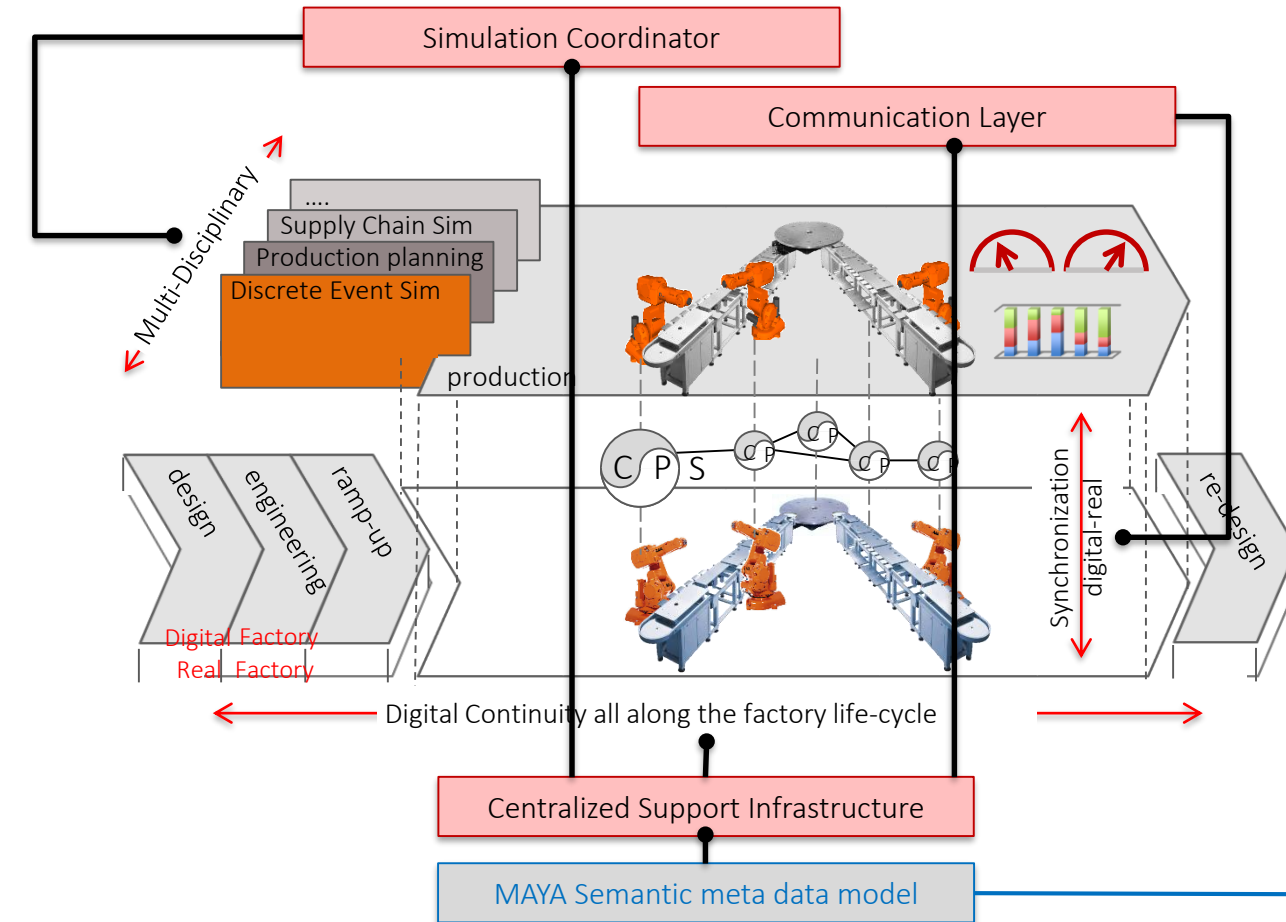 Simulation Coordinator
Communication Layer
Multi-Disciplinary
....
Supply Chain Sim
Production planning
Discrete Event Sim
production
C P S
C P
C P
C P
C P
design
engineering
ramp-up
Synchronization
digital-real
re-design
Digital Factory
Real Factory
Digital Continuity all along the factory life-cycle
Centralized Support Infrastructure
MAYA Semantic meta data model